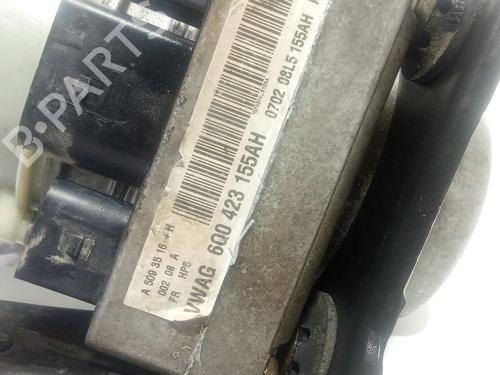 B-PARTS
0702 08L5 155AH
VWAG 6Q0 423 155AH
A 509 35 16 +H
002 08 A
FR HPS